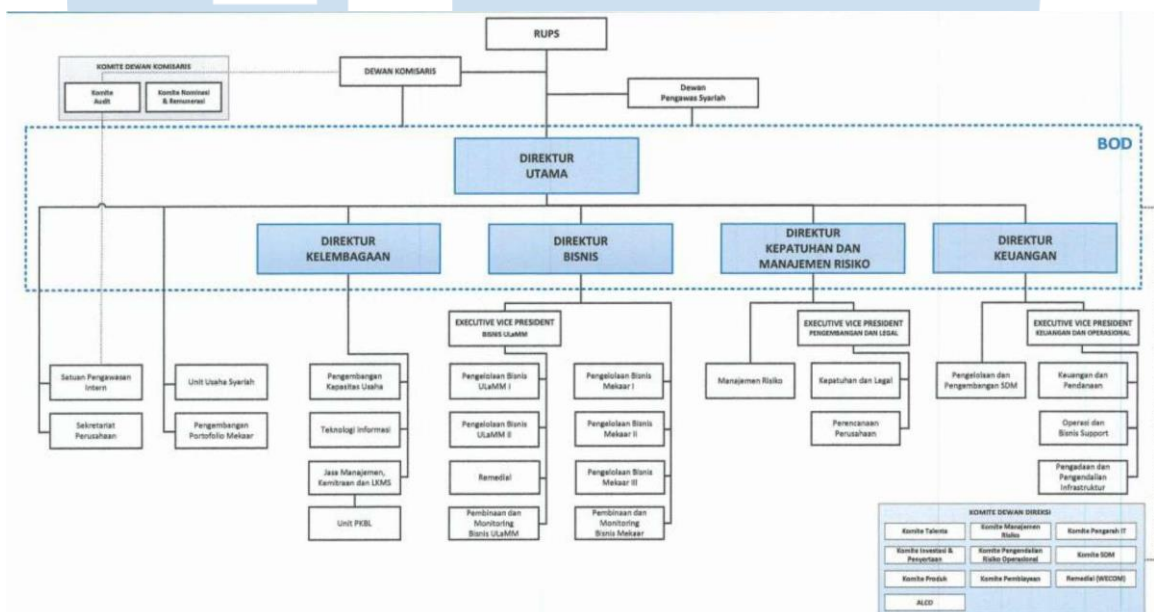 RUPS
KOMITE DEWAN KOMISARIS
Komite
Audit
Komite Nominasi
& Remunerasi
DEWAN KOMISARIS
Dewan
Pengawas Syariah
BOD
DIREKTUR
UTAMA
DIREKTUR
KELEMBAGAAN
DIREKTUR
BISNIS
DIREKTUR
KEPATUHAN DAN
MANAJEMEN RISIKO
DIREKTUR
KEUANGAN
EXECUTIVE VICE PRESIDENT
BISNIS ULaMM
EXECUTIVE VICE PRESIDENT
PENGEMBANGAN DAN LEGAL
EXECUTIVE VICE PRESIDENT
KEUANGAN DAN OPERASIONAL
Satuan Pengawasan
Intern
Sekretariat
Perusahaan
Unit Usaha Syariah
Pengembangan
Portofolio Mekaar
Pengembangan
Kapasitas Usaha
Teknologi Informasi
Jasa Manajemen,
Kemitraan dan LKMS
Unit PKBL
Pengelolaan Bisnis
ULaMM I
Pengelolaan Bisnis
ULaMM II
Remedial
Pembinaan dan
Monitoring
Bisnis ULaMM
Pengelolaan Bisnis
Mekaar I
Pengelolaan Bisnis
Mekaar II
Pengelolaan Bisnis
Mekaar III
Pembinaan dan
Monitoring
Bisnis Mekaar
Manajemen Risiko
Kepatuhan dan Legal
Perencanaan
Perusahaan
Pengelolaan dan
Pengembangan SDM
Keuangan dan
Pendanaan
Operasi dan
Bisnis Support
Pengadaan dan
Pengendalian
Infrastruktur
KOMITE DEWAN DIREKSI
Komite Talenta
Komite Manajemen
Risiko
Komite Pengarah IT
Komite Investasi &
Penyertaan
Komite Pengendalian
Risiko Operasional
Komite SDM
Komite Produk
Komite Pembiayaan
Remedial (WECOM)
ALCO